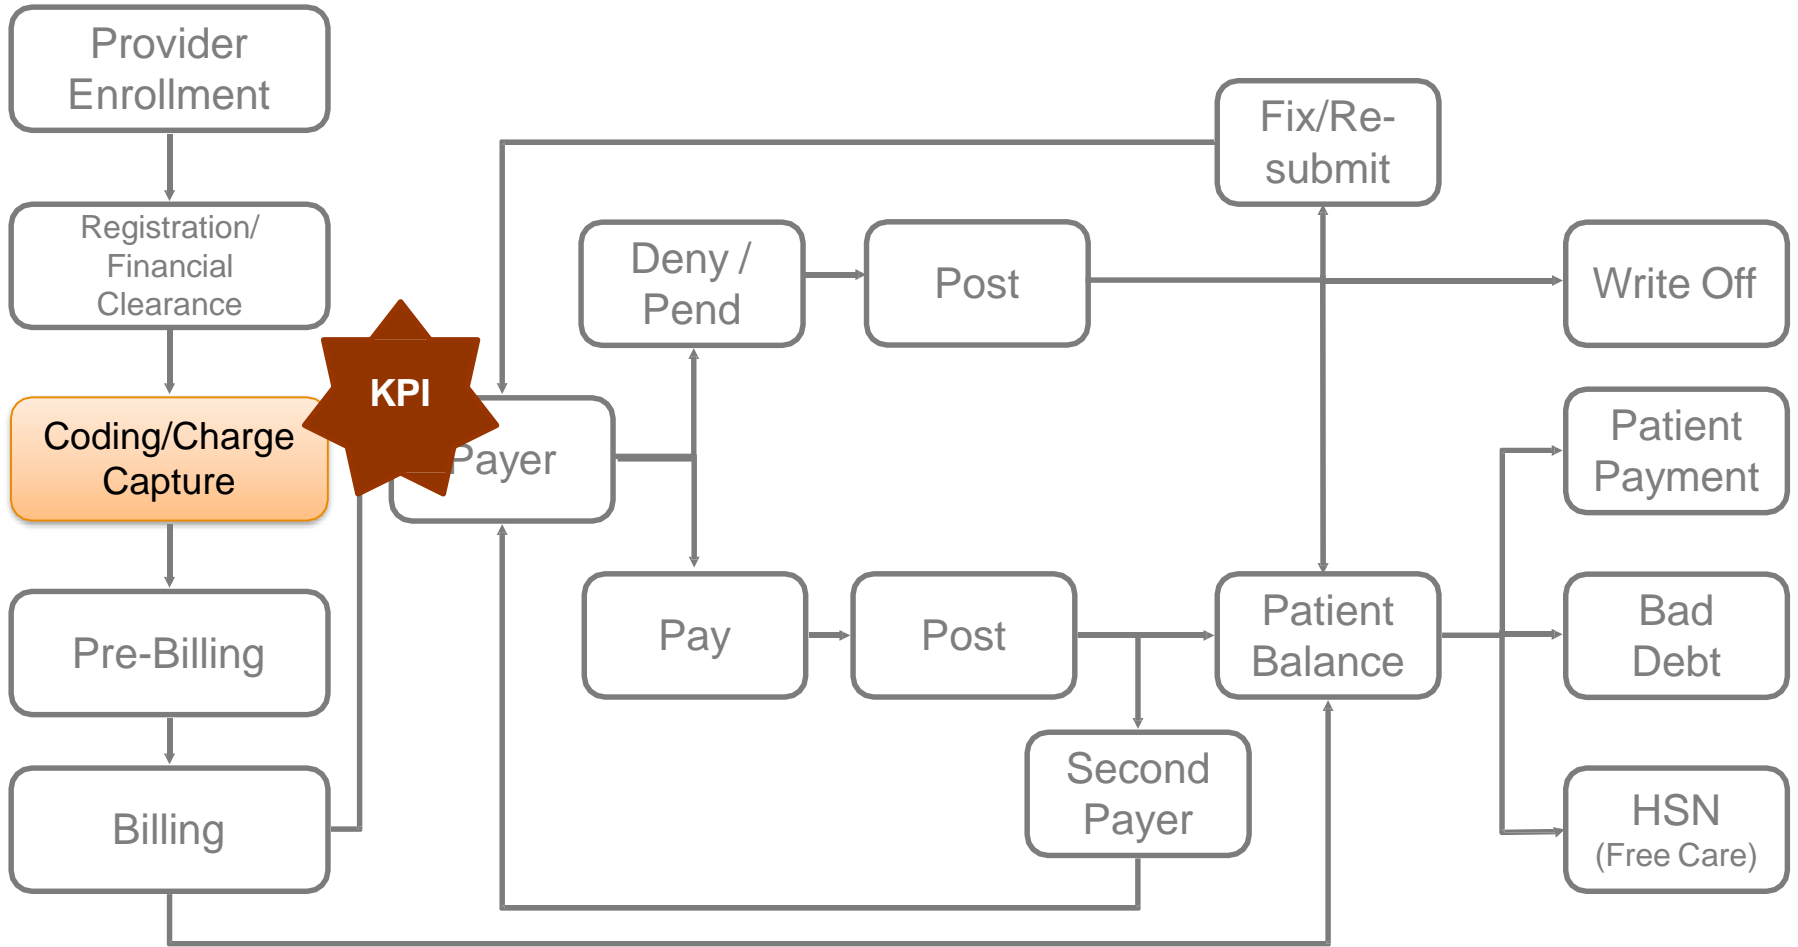 Provider
Enrollment
Registration/
Financial
Clearance
Coding/Charge
Capture
Pre-Billing
Billing
KPI
Payer
Deny /
Pend
Post
Pay
Post
Second
Payer
Fix/Re-
submit
Patient
Balance
Write Off
Patient
Payment
Bad
Debt
HSN
(Free Care)